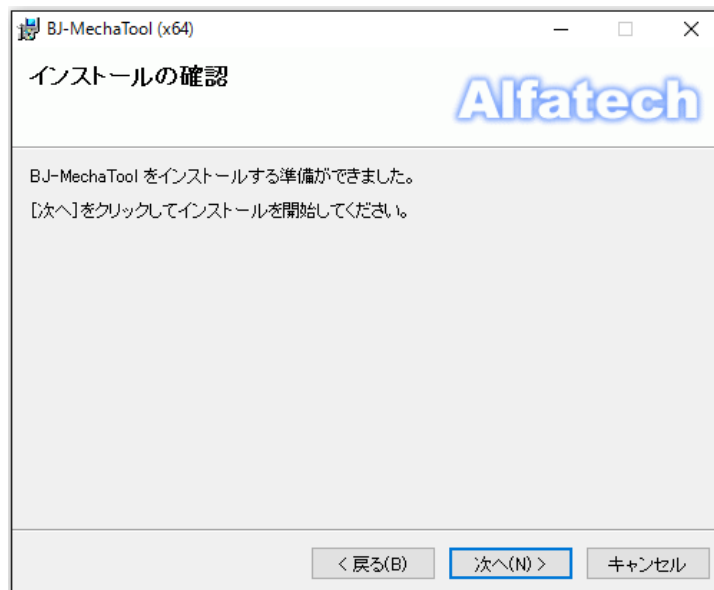 BJ-MechaTool (x64)
インストールの確認
Alfatech
BJ-MechaTool をインストールする準備ができました。
[次へ]をクリックしてインストールを開始してください。
< 戻る(B)
次へ(N) >
キャンセル